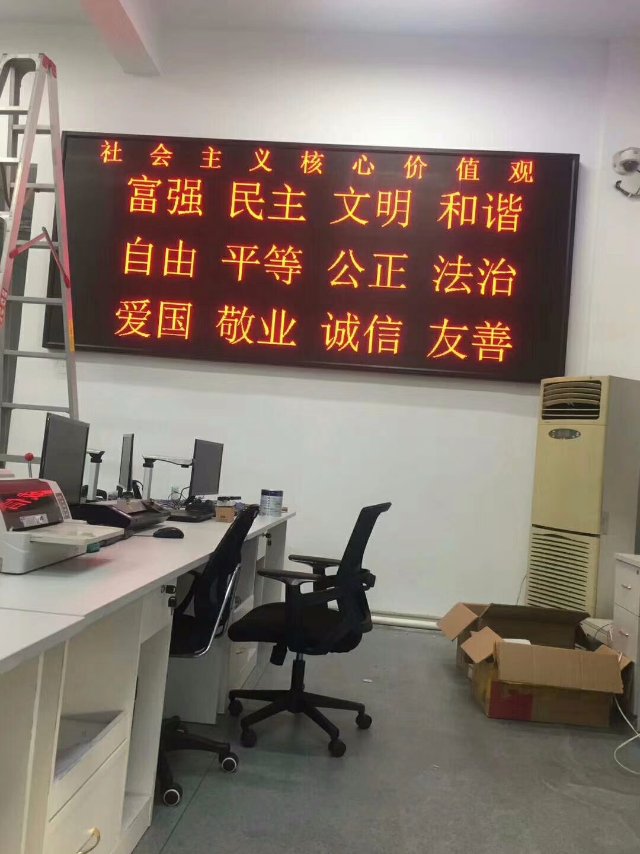 社会主义核心价值观
富强 民主 文明 和谐
自由 平等 公正 法治
爱国 敬业 诚信 友善